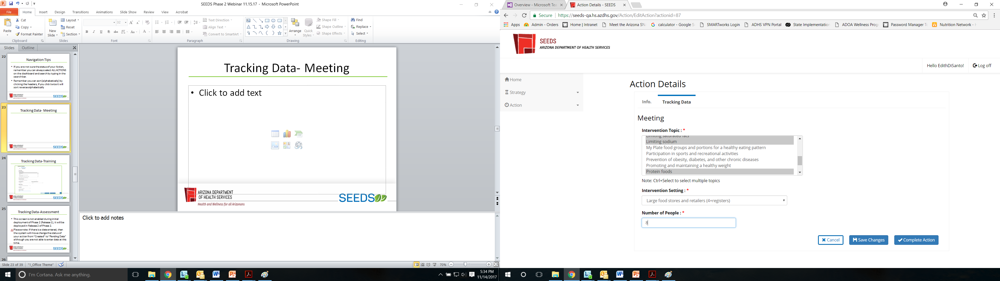 SEEDS Phase 2 Webinar 11.15.17 - Microsoft PowerPoint
File Home Insert Design Transitions Animations Slide Show Review View Acrobat
Cut
Copy
Format Painter
Paste
Clipboard
New Slide
Layout
Reset
Section
Slides
32
Font
Paragraph
Text Direction
Align Text
Convert to SmartArt
Arrange
Quick Styles
Shape Fill
Shape Outline
Shape Effects
Drawing
Find
Replace
Select
Editing
Slides Outline
22
Navigation Tips
• If you are not sure the status of your Action,
remember you can always select ALL ACTIONS
on the dashboard and search by typing in the
search bar.
• Remember you can sort (alphabetically) by
clicking the headers, if you click twice it will
sort reverse alphabetically
SEEDS
23
Tracking Data- Meeting
SEEDS
24
Tracking Data-Training
SEEDS
25
Tracking Data-Assessment
• This screen is not enabled during initial
deployment of Phase 2 (Release 1), it will be
deployed in Release 2 of Phase 2.
Please note: if there is a date entered, then
the system will move change the status of
your action from "Created" to "Pending Data"
although you are not able to enter data at this
time.
SEEDS
26
Tracking Data- Meeting
• Click to add text
ARIZONA DEPARTMENT
OF HEALTH SERVICES
Health and Wellness for all Arizonans
SEEDS
Click to add notes
Slide 23 of 39 "1_Office Theme" 70%
I'm Cortana. Ask me anything.
5:34 PM
11/14/2017
Overview - Microsoft Tea
Action Details - SEEDS
Secure https://seeds-qa.hs.azdhs.gov/Action/EditAction?actionid=87
Apps Admin - Orders Home | Intranet Meet the Arizona SN calculator - Google S SMARTworks Login ADHS VPN Portal State Implementation ADOA Wellness Prog Password Manager Nutrition Network -
SEEDS
ARIZONA DEPARTMENT OF HEALTH SERVICES
Hello EdithDiSanto! Log off
Home
Strategy
Action
Action Details
Info. Tracking Data
Meeting
Intervention Topic : *
Limiting saturated fats
Limiting sodium
My Plate food groups and portions for a healthy eating pattern
Participation in sports and recreational activities
Prevention of obesity, diabetes, and other chronic diseases
Promoting and maintaining a healthy weight
Protein foods
Note: Ctrl+Select to select multiple topics
Intervention Setting : *
Large food stores and retailers (4+registers)
Number of People : *
8
Cancel Save Changes Complete Action